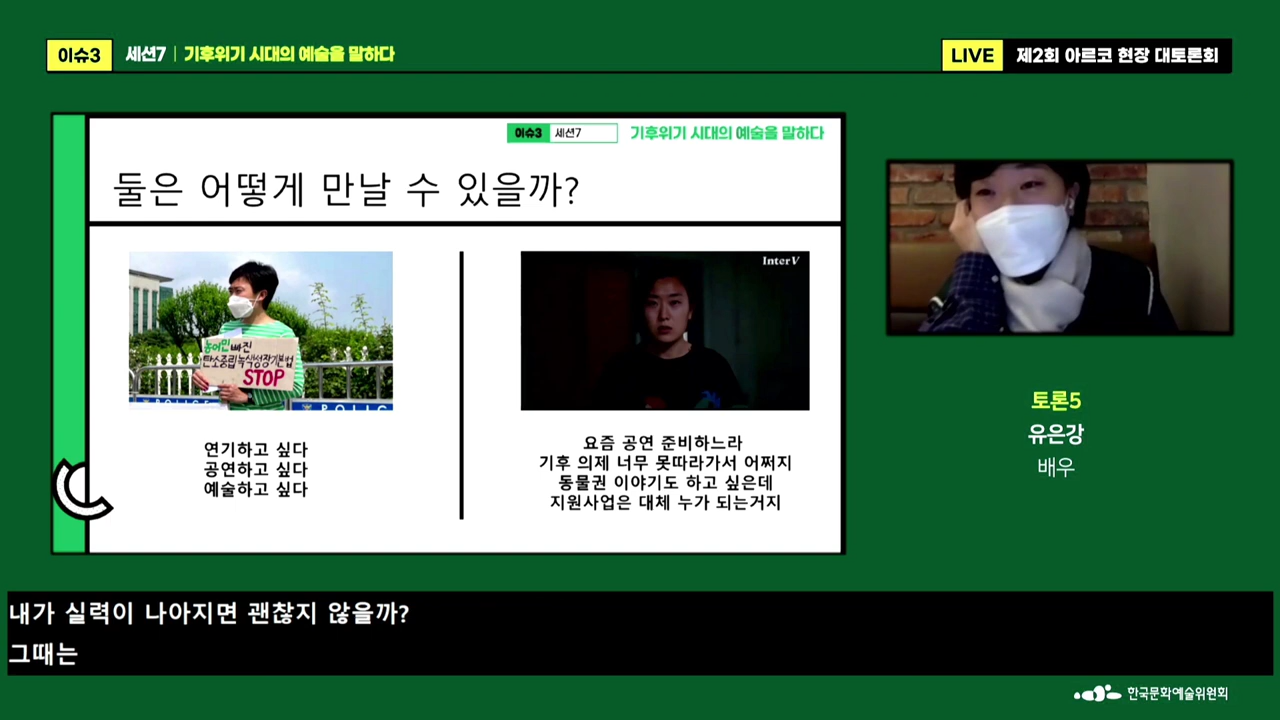 이슈3 세션7 | 기후위기 시대의 예술을 말하다
LIVE 제2회 아르코 현장 대토론회
이슈3 세션7 기후위기 시대의 예술을 말하다
둘은 어떻게 만날 수 있을까?
농어민 빠진
탄소중립녹색성장기본법
STOP
POLICE
POLIC
InterV
연기하고 싶다
공연하고 싶다
예술하고 싶다
요즘 공연 준비하느라
기후 의제 너무 못따라가서 어쩌지
동물권 이야기도 하고 싶은데
지원사업은 대체 누가 되는거지
토론5
유은강
배우
내가 실력이 나아지면 괜찮지 않을까?
그때는
한국문화예술위원회